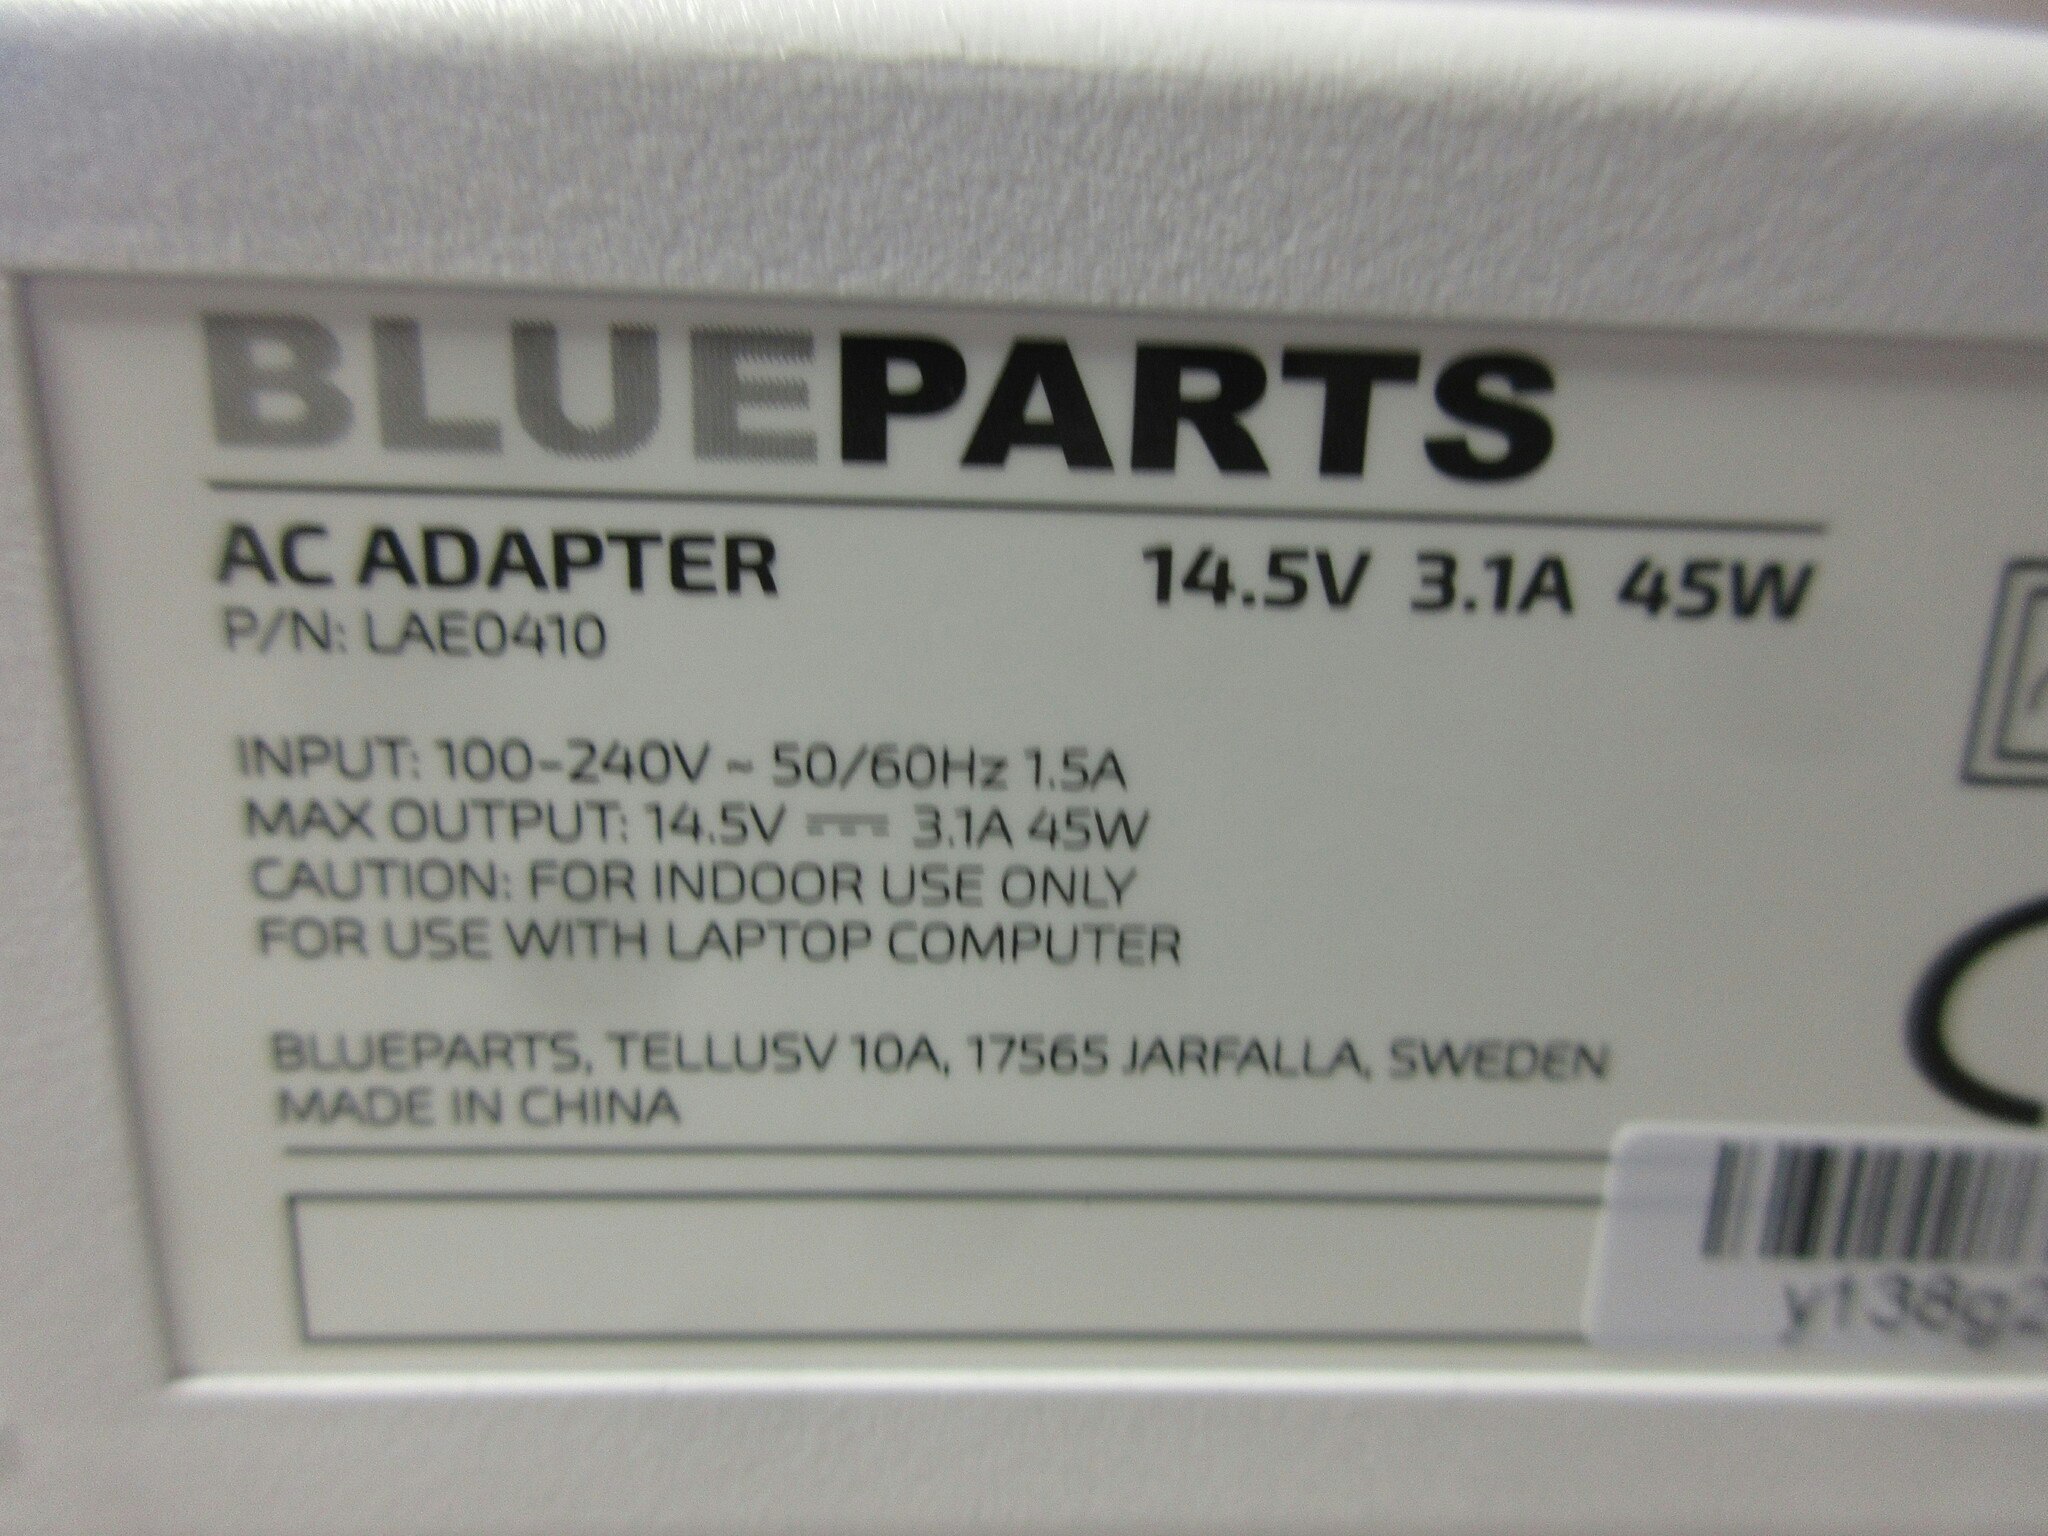 BLUEPARTS
AC ADAPTER 14.5V 3.1A 45W
P/N: LAE0410
INPUT: 100-240V ~ 50/60Hz 1.5A
MAX OUTPUT: 14.5V ⎓ 3.1A 45W
CAUTION: FOR INDOOR USE ONLY
FOR USE WITH LAPTOP COMPUTER
BLUEPARTS, TELLUSV 10A, 17565 JARFALLA, SWEDEN
MADE IN CHINA